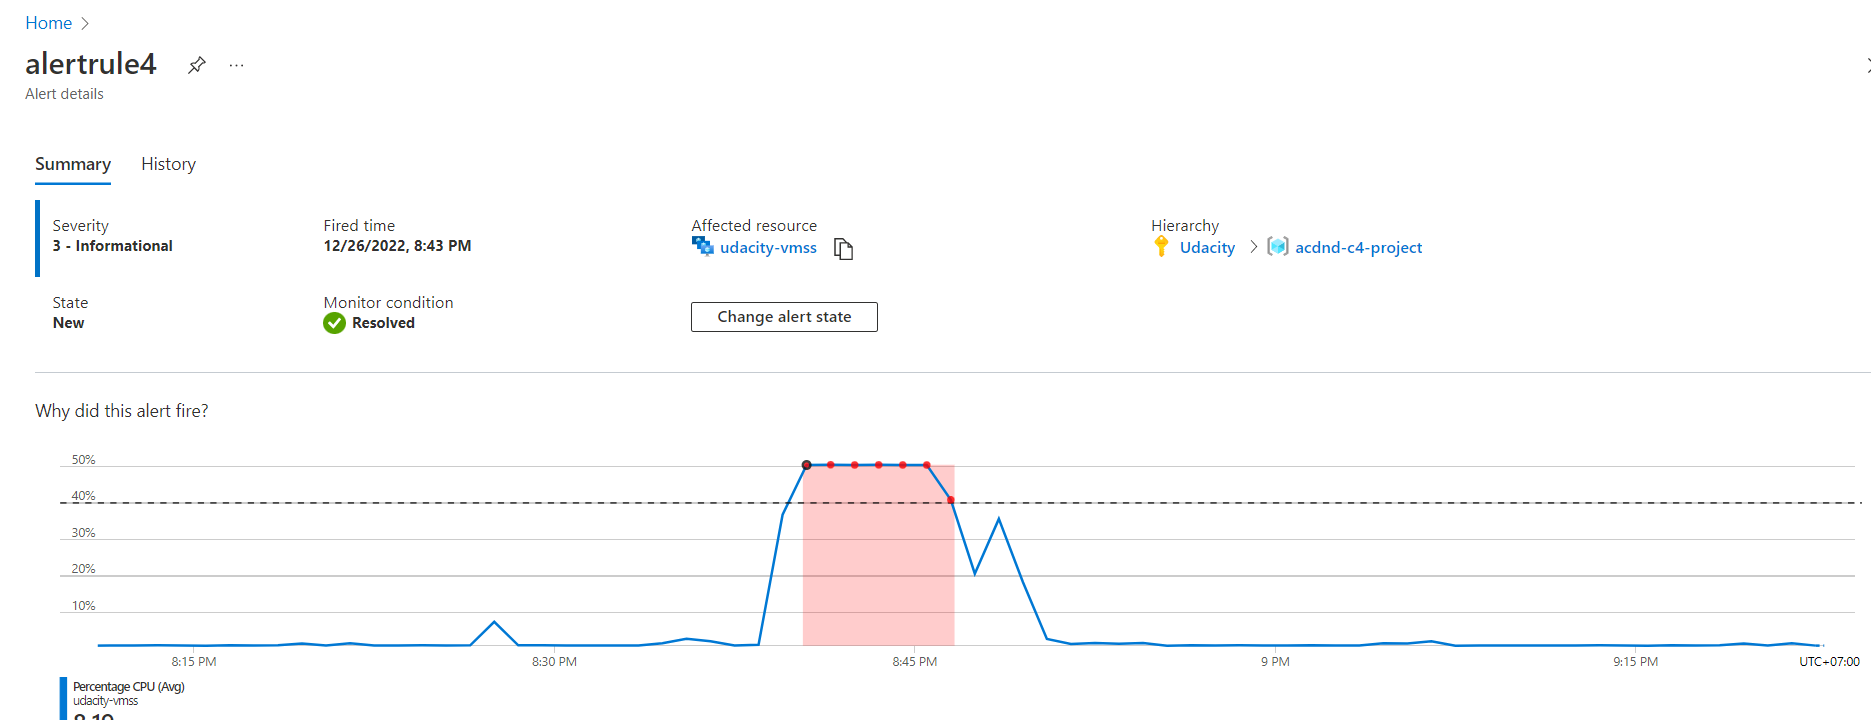 Home
alertrule4
Alert details
Summary History
Severity Fired time Affected resource Hierarchy
3 - Informational 12/26/2022, 8:43 PM udacity-vmss Udacity acdnd-c4-project
State Monitor condition
New Resolved Change alert state
Why did this alert fire?
50%
40%
30%
20%
10%
8:15 PM 8:30 PM 8:45 PM 9 PM 9:15 PM UTC+07:00
Percentage CPU (Avg)
udacity-vmss